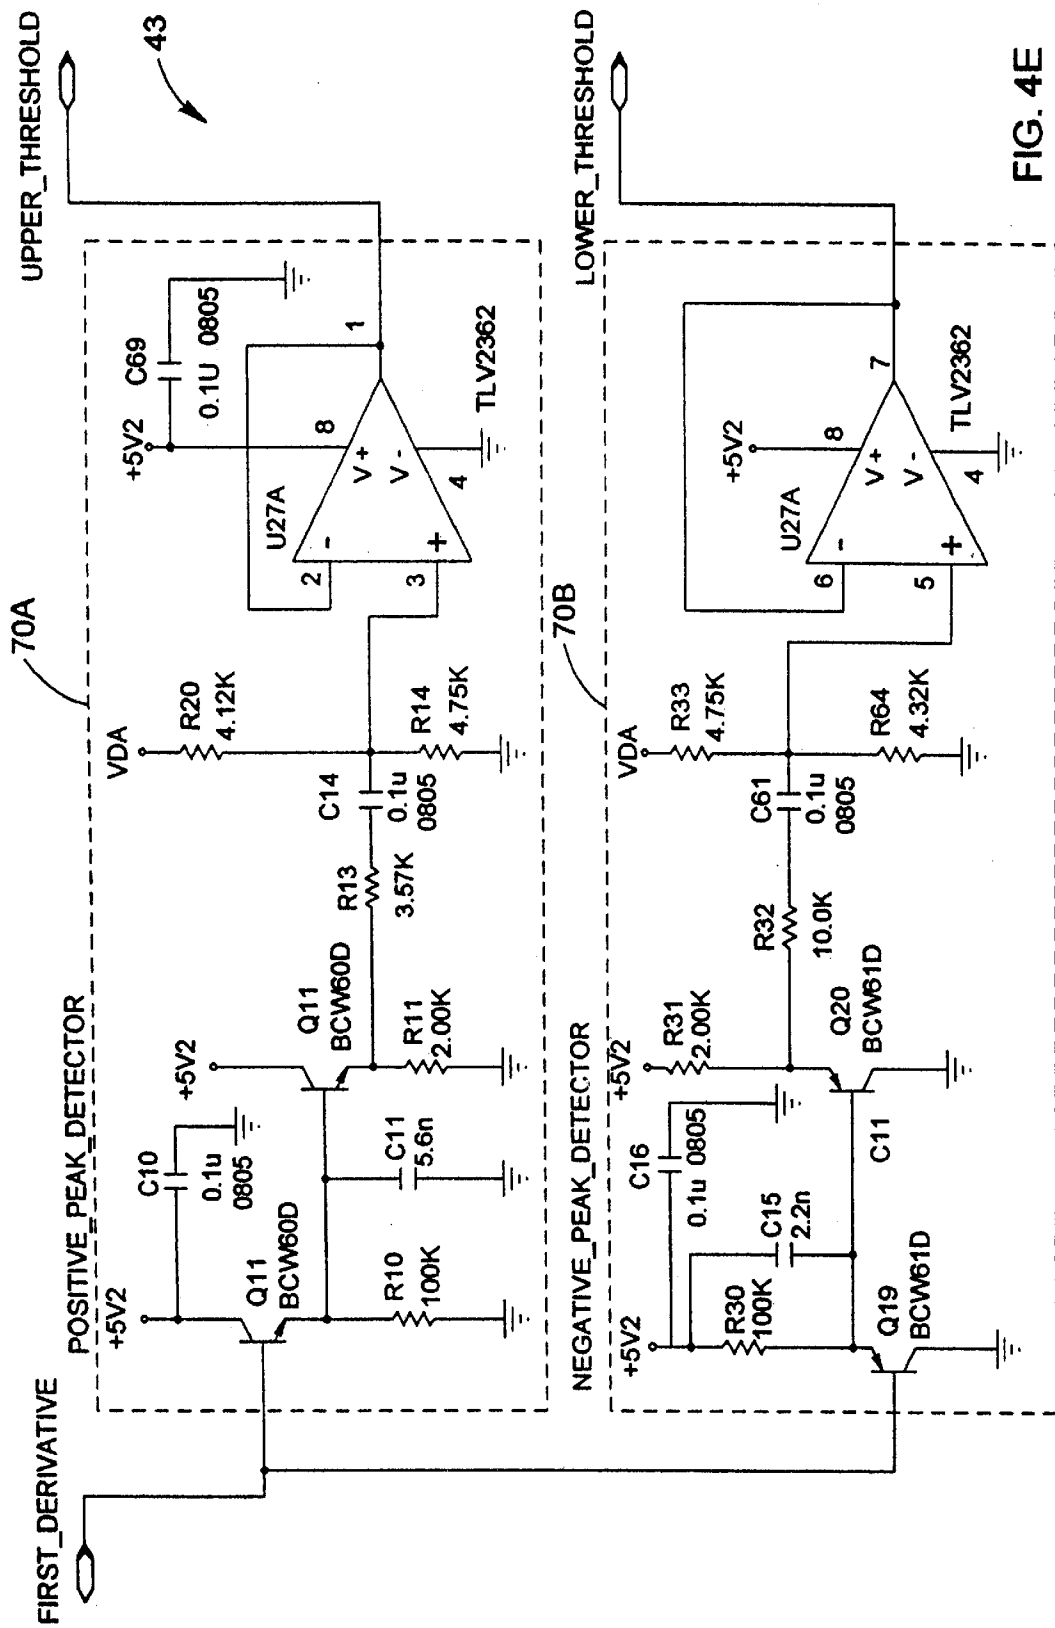 FIRST_DERIVATIVE
70A
UPPER_THRESHOLD
43
POSITIVE_PEAK_DETECTOR
+5V2
C10
0.1u
0805
Q11
BCW60D
R10
100K
C11
5.6n
+5V2
Q11
BCW60D
R11
2.00K
R13
3.57K
C14
0.1u
0805
VDA
R20
4.12K
R14
4.75K
+5V2
C69
0.1U 0805
U27A
2
-
3
+
8
V+
V-
4
1
TLV2362
70B
LOWER_THRESHOLD
NEGATIVE_PEAK_DETECTOR
+5V2
C16
0.1u 0805
R30
100K
C15
2.2n
Q19
BCW61D
C11
+5V2
R31
2.00K
Q20
BCW61D
R32
10.0K
C61
0.1u
0805
VDA
R33
4.75K
R64
4.32K
+5V2
U27A
6
-
5
+
8
V+
V-
4
7
TLV2362
FIG. 4E